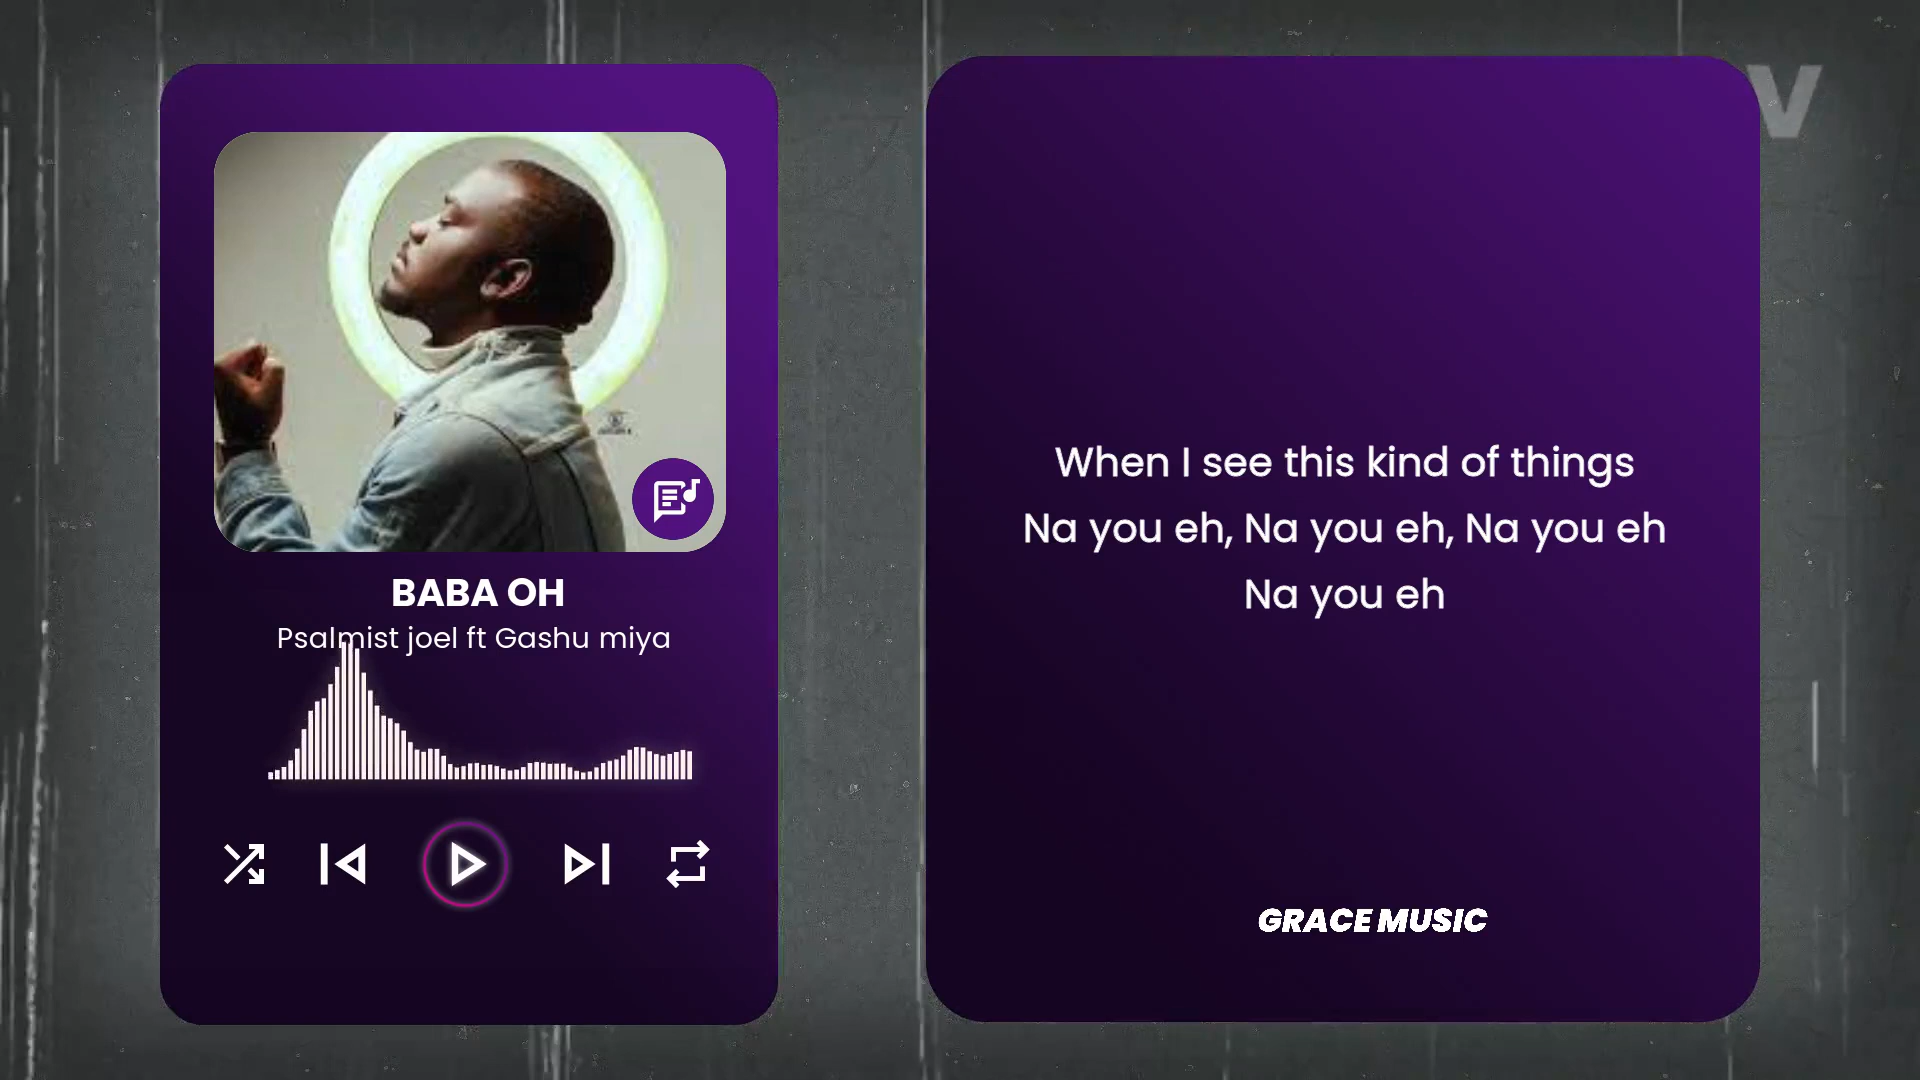 BABA OH
Psalmist joel ft Gashu miya
When I see this kind of things
Na you eh, Na you eh, Na you eh
Na you eh
GRACE MUSIC
V